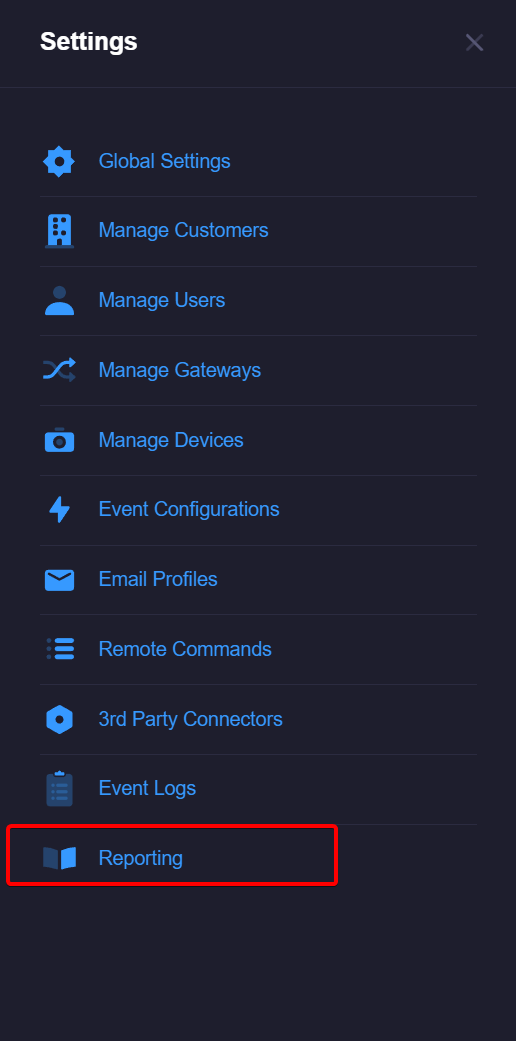 Settings
Global Settings
Manage Customers
Manage Users
Manage Gateways
Manage Devices
Event Configurations
Email Profiles
Remote Commands
3rd Party Connectors
Event Logs
Reporting